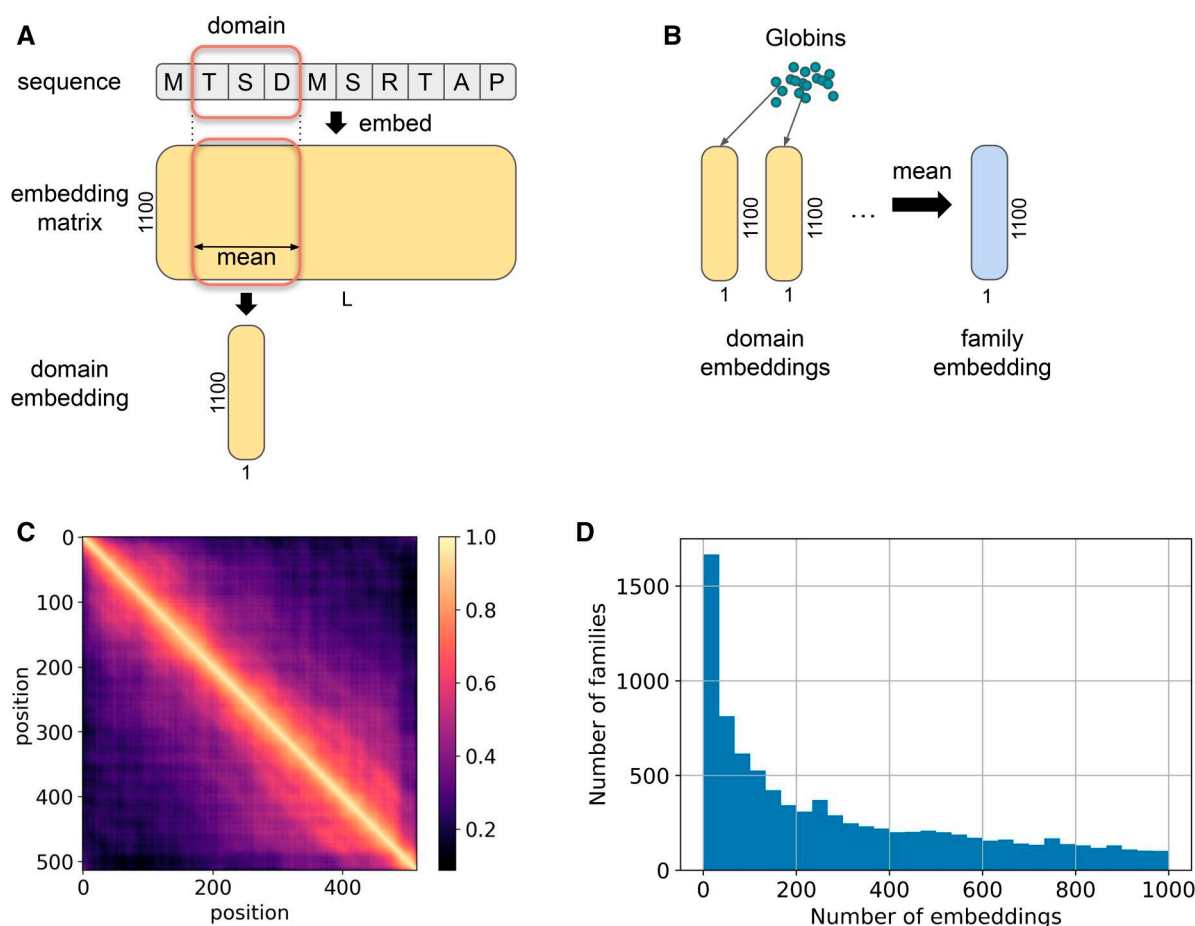 A
domain
sequence
M T S D M S R T A P
embed
embedding
matrix
1100
mean
L
domain
embedding
1100
1
B
Globins
mean
1100
1100
...
1100
1
1
1
domain
embeddings
family
embedding
C
0
100
200
300
400
500
position
0
200
400
position
1.0
0.8
0.6
0.4
0.2
D
1500
1000
500
0
Number of families
0
200
400
600
800
1000
Number of embeddings